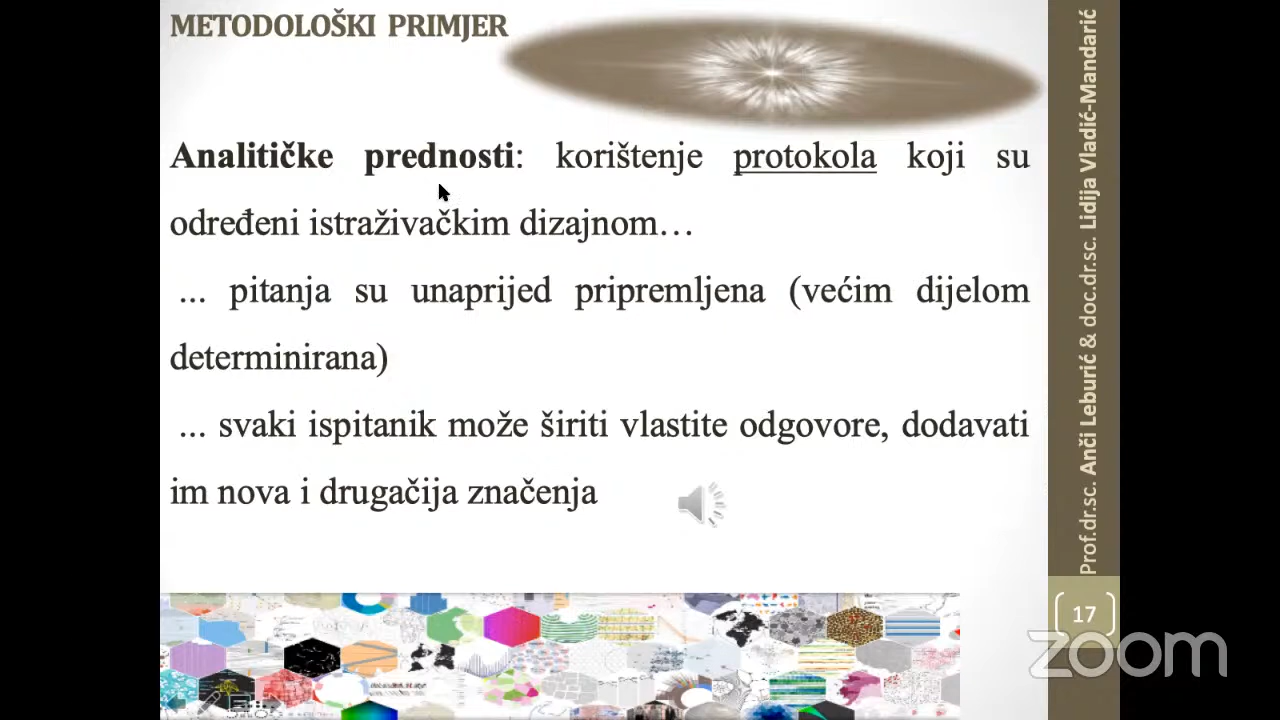 METODOLOŠKI PRIMJER
Analitičke prednosti: korištenje protokola koji su
određeni istraživačkim dizajnom…
... pitanja su unaprijed pripremljena (većim dijelom
determinirana)
... svaki ispitanik može širiti vlastite odgovore, dodavati
im nova i drugačija značenja
Prof.dr.sc. Anči Leburić & doc.dr.sc. Lidija Vladić-Mandarić
17
zoom